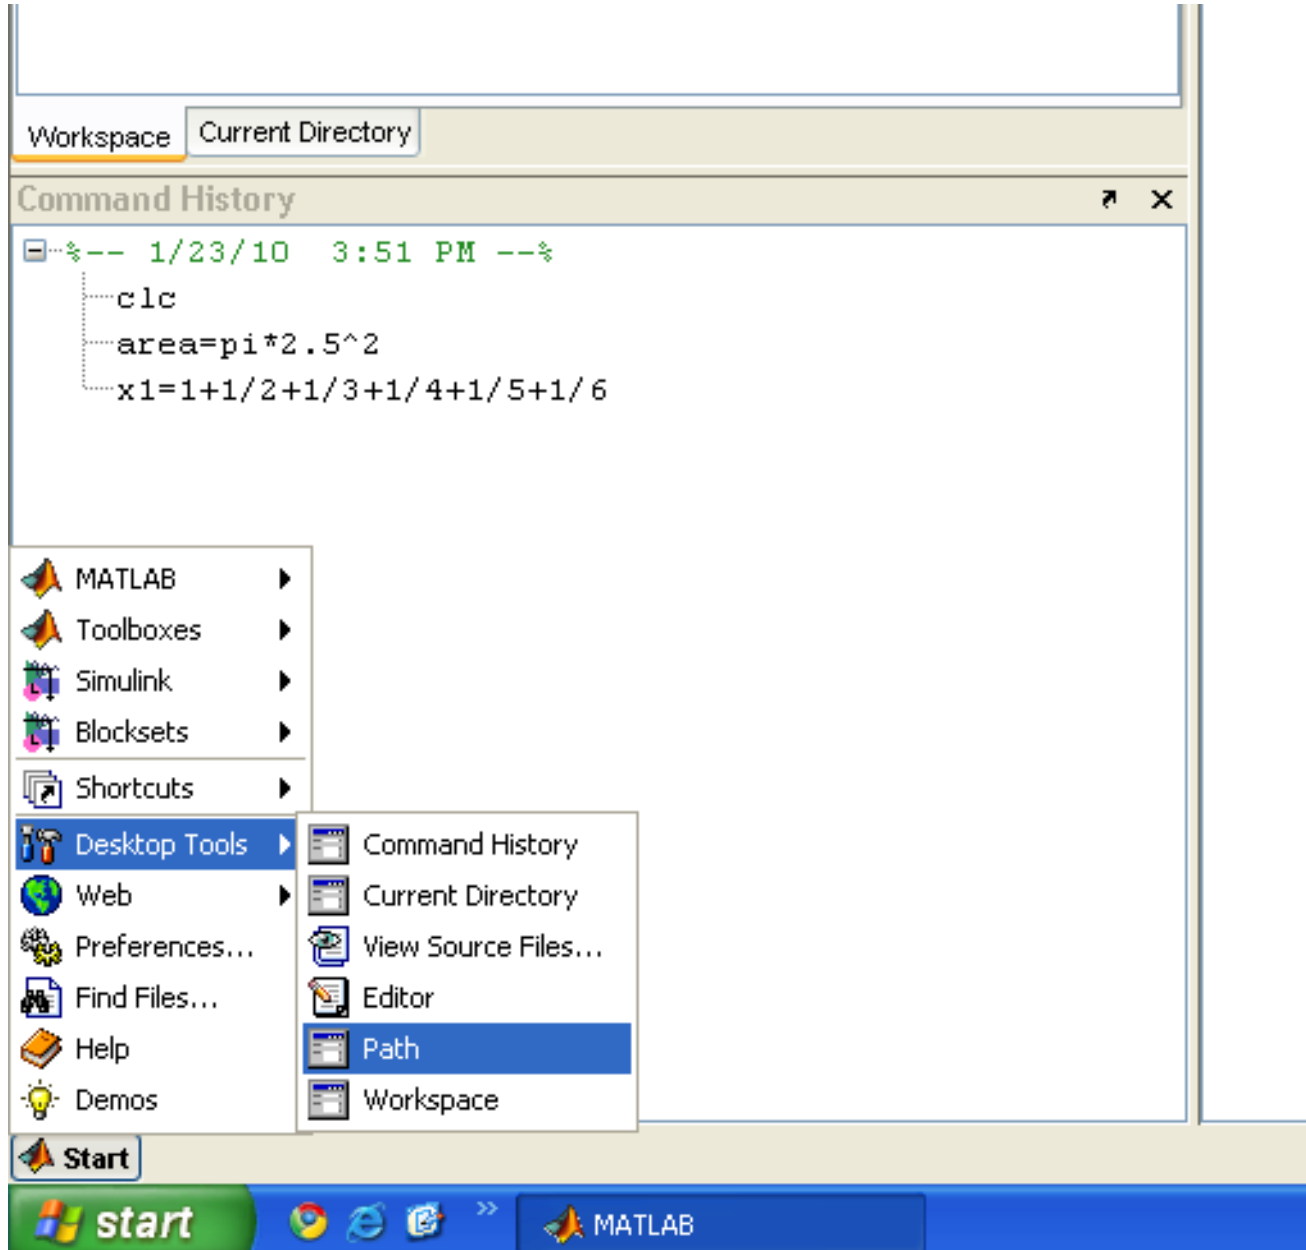 Workspace Current Directory
Command History
%-- 1/23/10 3:51 PM --%
clc
area=pi*2.5^2
x1=1+1/2+1/3+1/4+1/5+1/6
MATLAB
Toolboxes
Simulink
Blocksets
Shortcuts
Desktop Tools
Web
Preferences...
Find Files...
Help
Demos
Command History
Current Directory
View Source Files...
Editor
Path
Workspace
Start
start
MATLAB